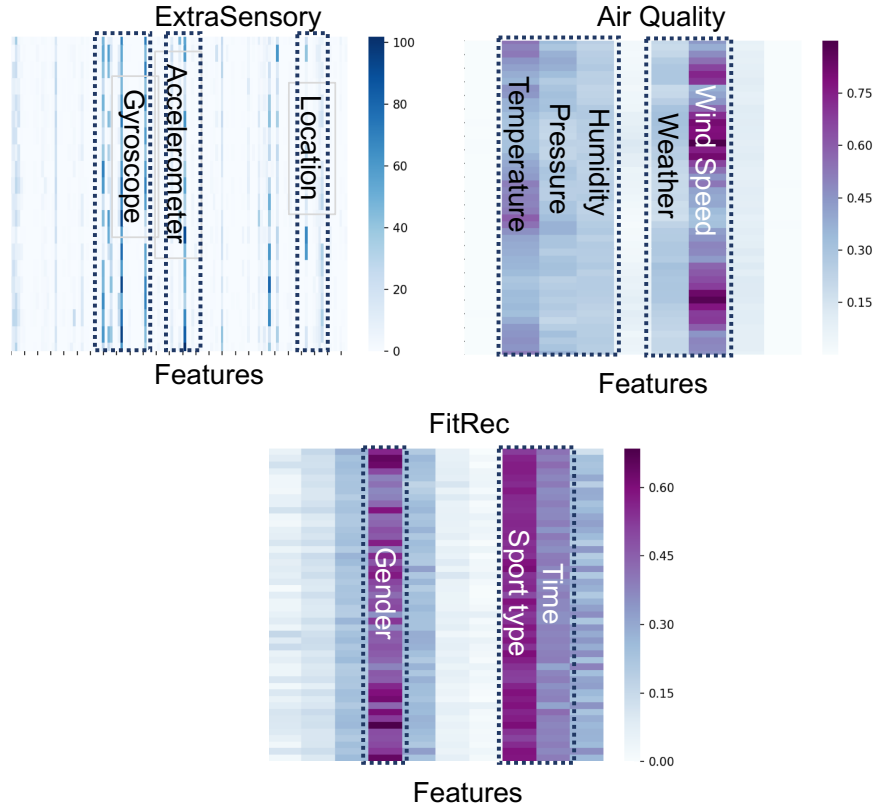 ExtraSensory
Gyroscope
Accelerometer
Location
100
80
60
40
20
0
Features
Air Quality
Temperature
Pressure
Humidity
Weather
Wind Speed
0.75
0.60
0.45
0.30
0.15
Features
FitRec
Gender
Sport type
Time
0.60
0.45
0.30
0.15
0.00
Features